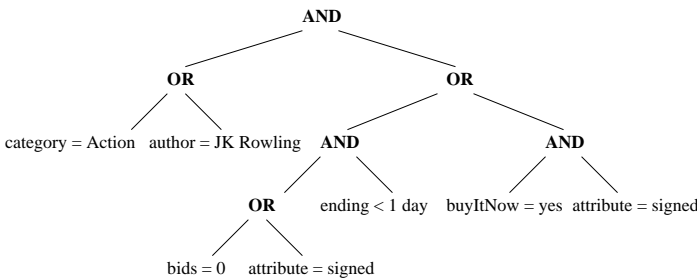 AND
OR OR
category = Action author = JK Rowling AND AND
OR ending < 1 day buyItNow = yes attribute = signed
bids = 0 attribute = signed